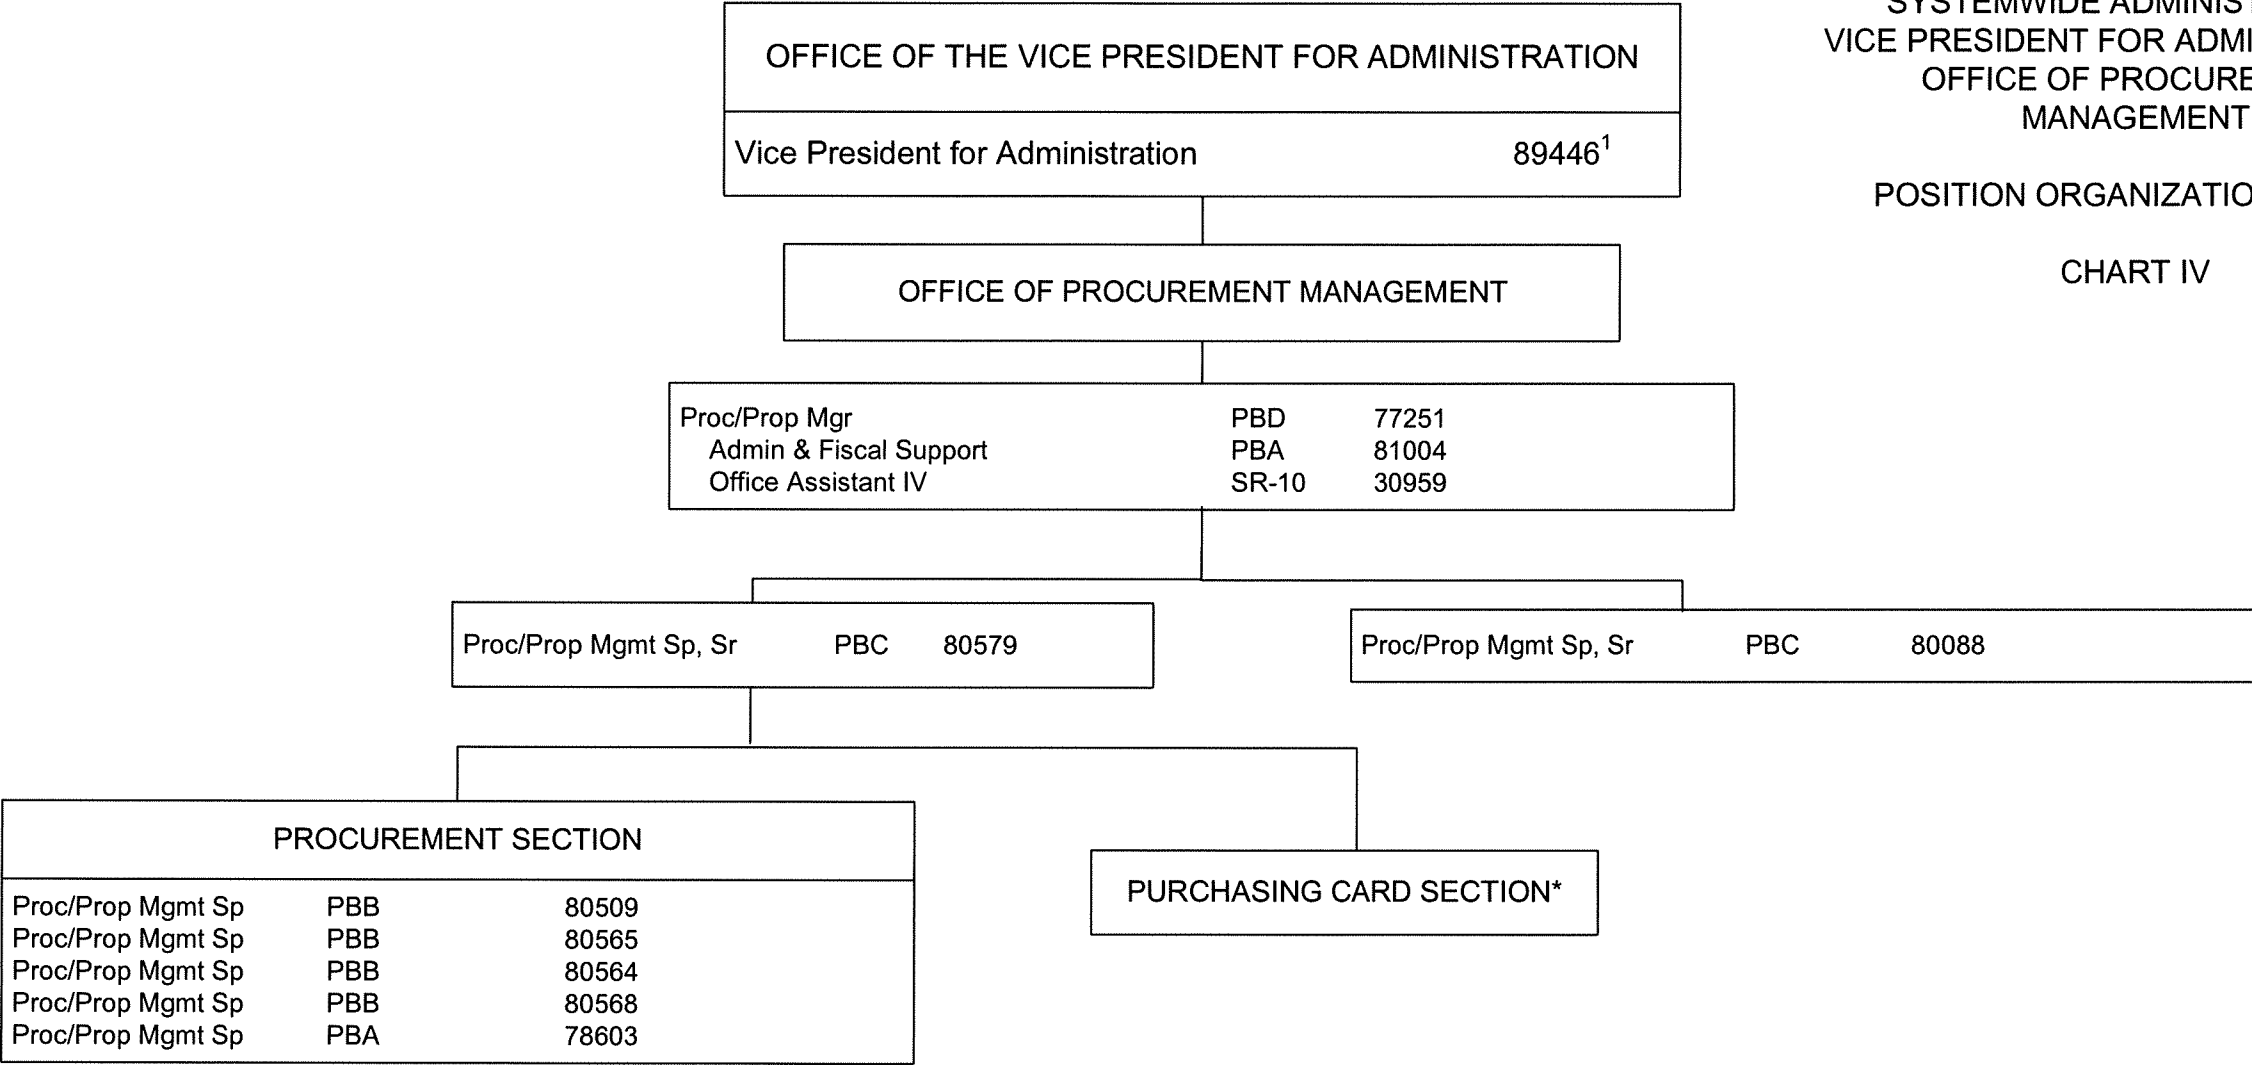 SYSTEMWIDE
VICE PRESIDENT FOR
OFFICE OF
MANAGEMENT
POSITION
CHART IV
OFFICE OF THE VICE PRESIDENT FOR ADMINISTRATION
Vice President for Administration 89446¹
OFFICE OF PROCUREMENT MANAGEMENT
Proc/Prop Mgr PBD 77251
Admin & Fiscal Support PBA 81004
Office Assistant IV SR-10 30959
Proc/Prop Mgmt Sp, Sr PBC 80579
Proc/Prop Mgmt Sp, Sr PBC 80088
PROCUREMENT SECTION
Proc/Prop Mgmt Sp PBB 80509
Proc/Prop Mgmt Sp PBB 80565
Proc/Prop Mgmt Sp PBB 80564
Proc/Prop Mgmt Sp PBB 80568
Proc/Prop Mgmt Sp PBA 78603
PURCHASING CARD SECTION*